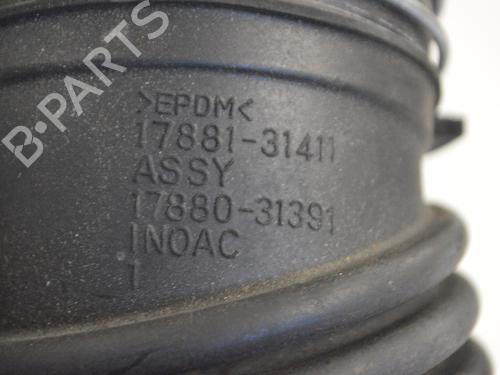 B-PARTS
>EPDM<
17881-31411
ASSY
17880-31391
INOAC
1